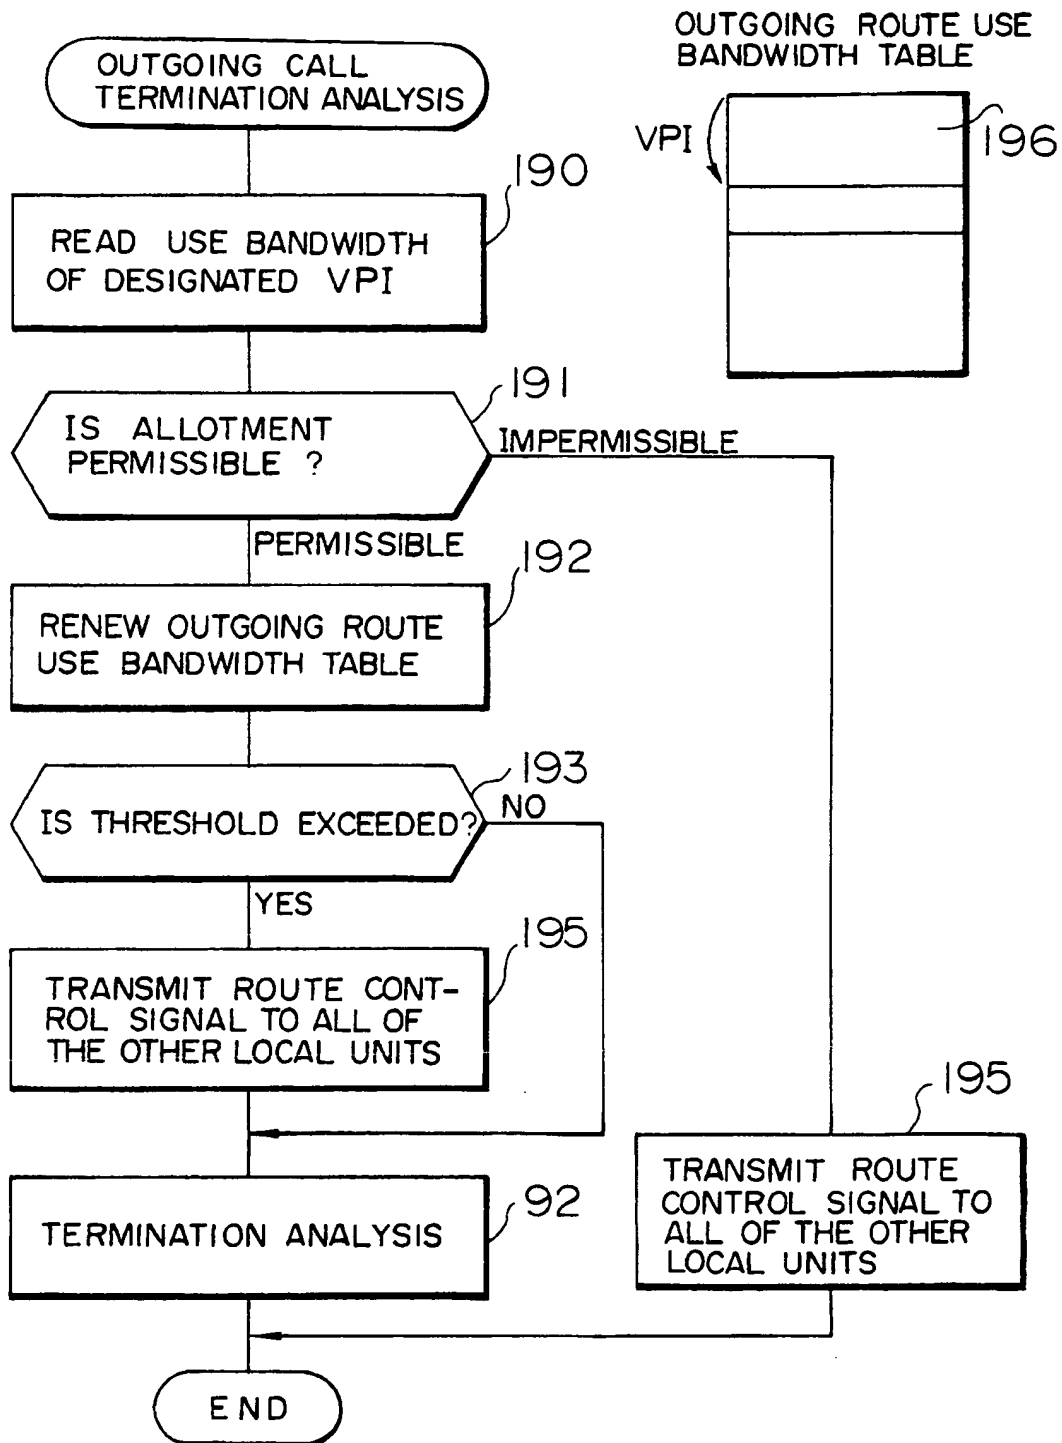 OUTGOING CALL
TERMINATION ANALYSIS
OUTGOING ROUTE USE
BANDWIDTH TABLE
VPI
196
190
READ USE BANDWIDTH
OF DESIGNATED VPI
191
IS ALLOTMENT
PERMISSIBLE ?
IMPERMISSIBLE
PERMISSIBLE
192
RENEW OUTGOING ROUTE
USE BANDWIDTH TABLE
193
IS THRESHOLD EXCEEDED?
NO
YES
195
TRANSMIT ROUTE CONT-
ROL SIGNAL TO ALL OF
THE OTHER LOCAL UNITS
195
TRANSMIT ROUTE
CONTROL SIGNAL TO
ALL OF THE OTHER
LOCAL UNITS
92
TERMINATION ANALYSIS
END